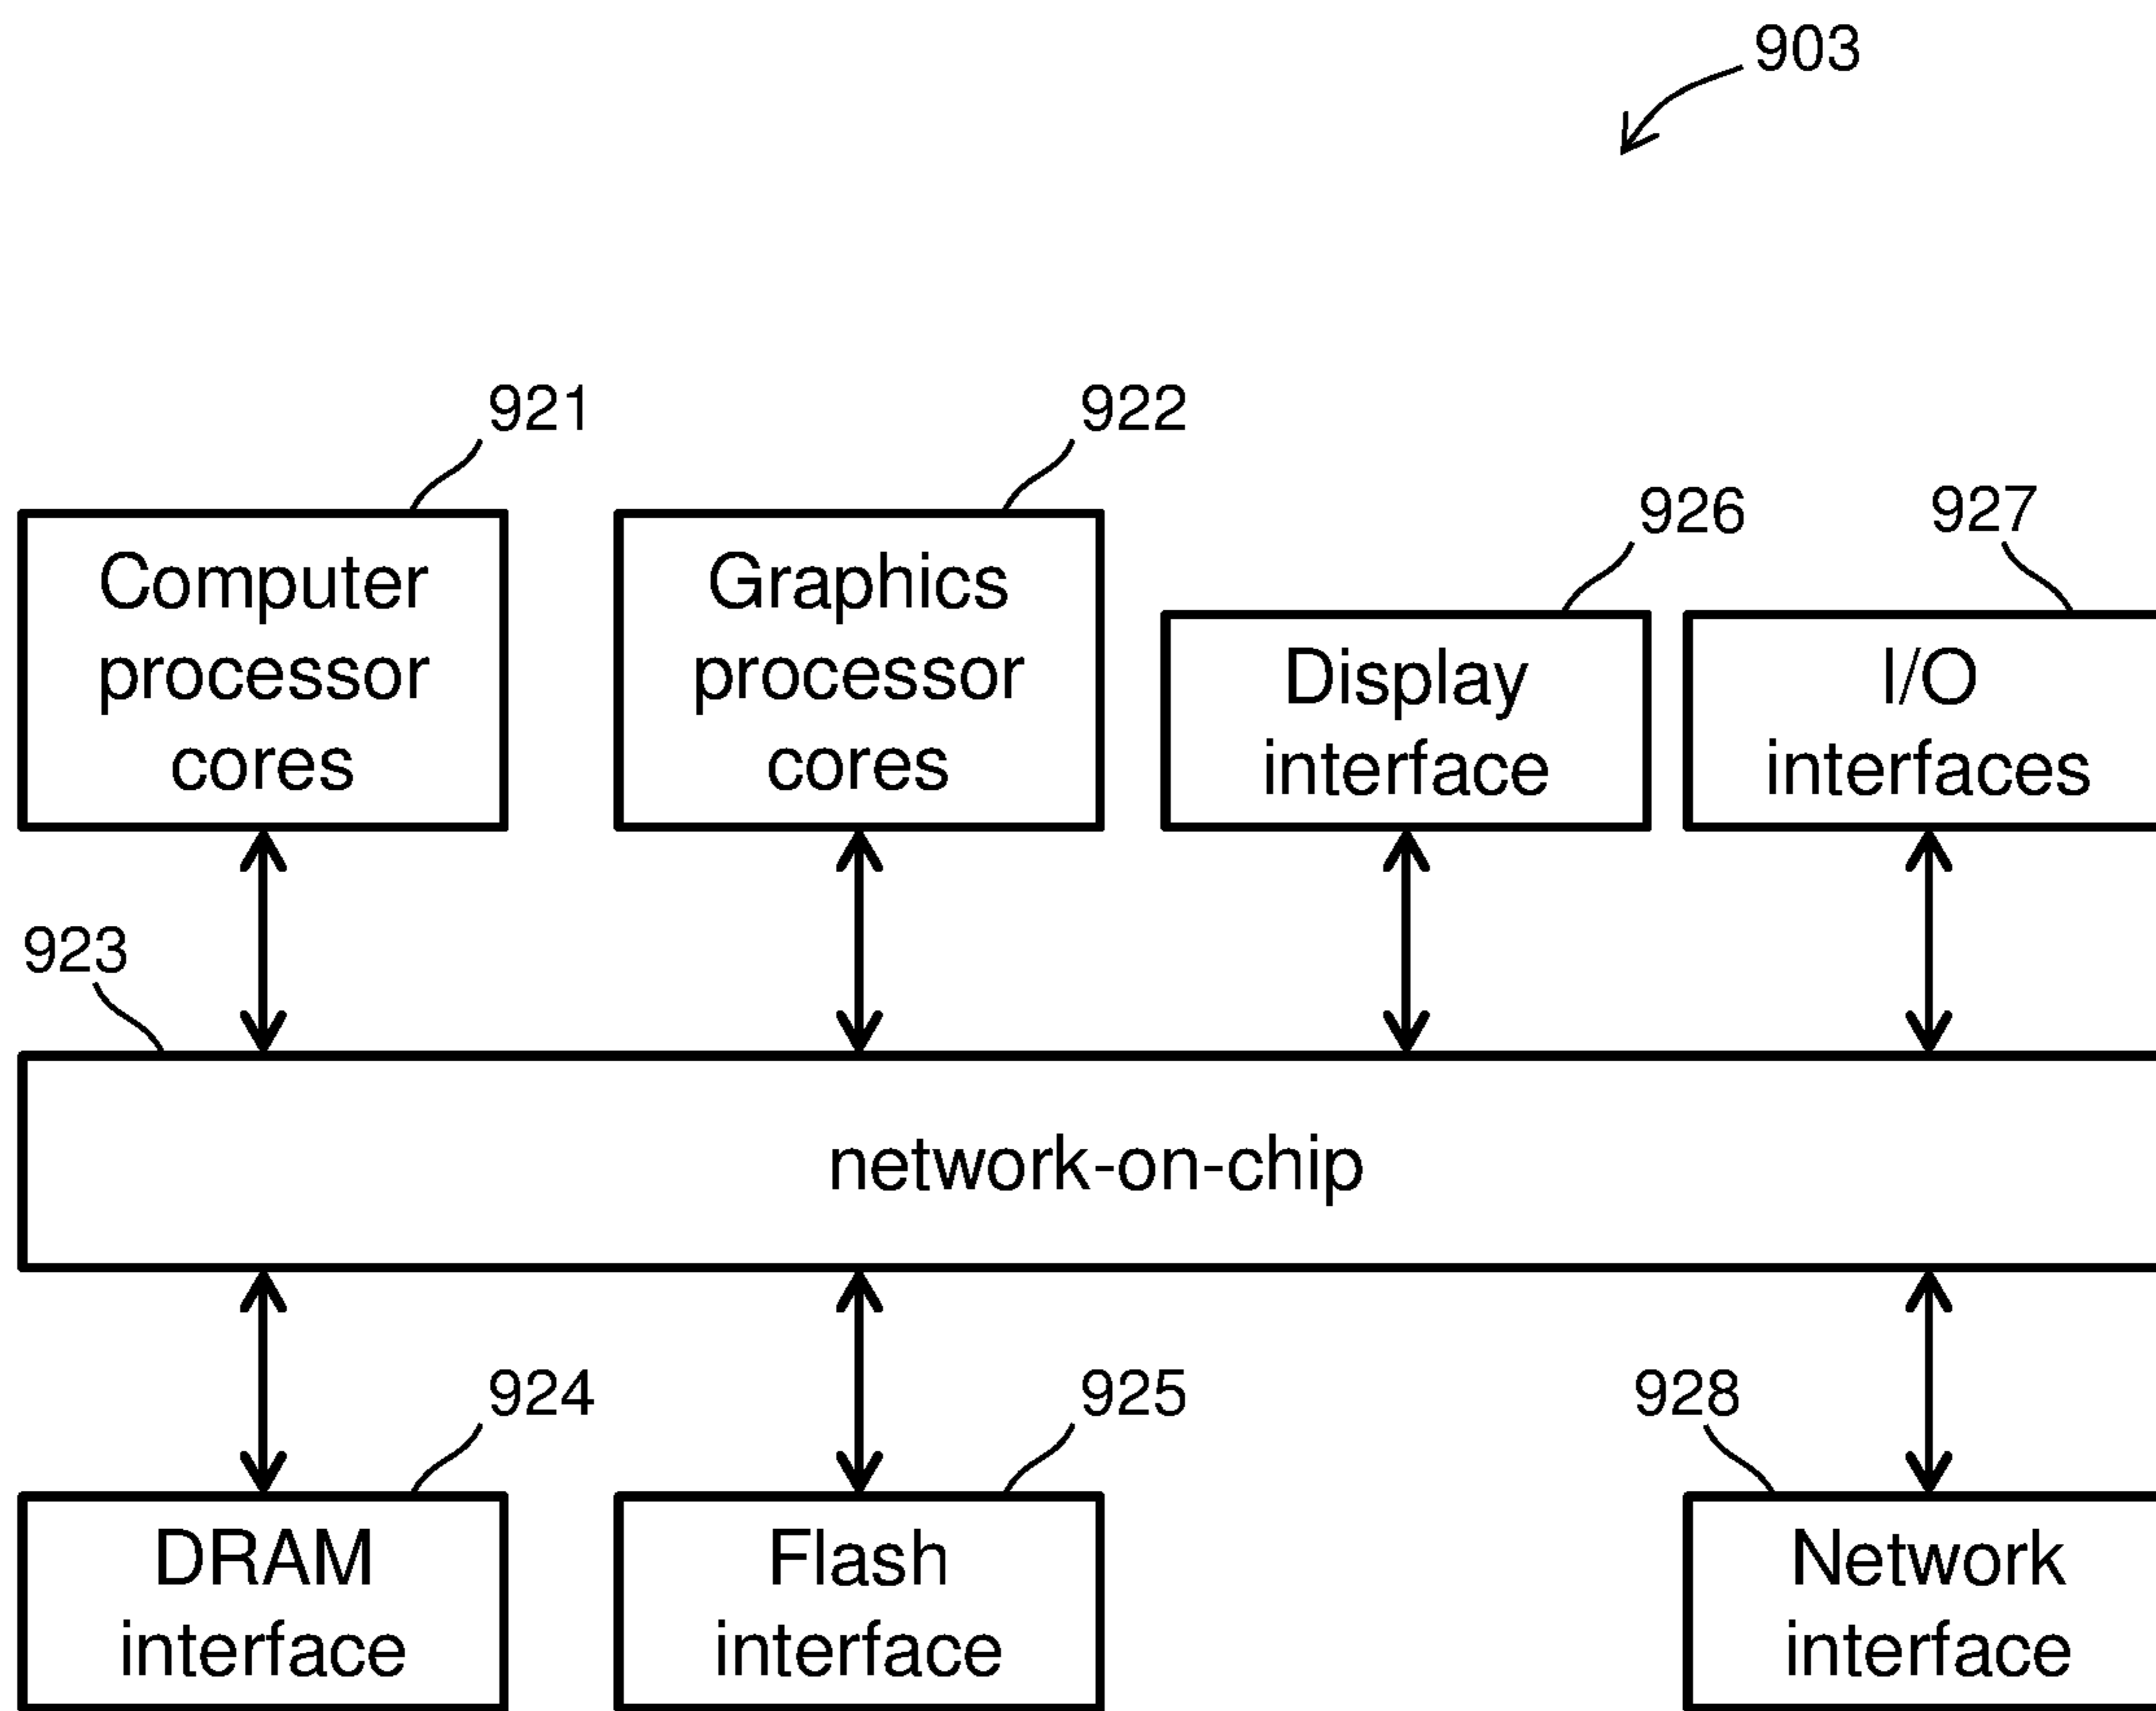 903
921
922
926
927
Computer
processor
cores
Graphics
processor
cores
Display
interface
I/O
interfaces
923
network-on-chip
924
925
928
DRAM
interface
Flash
interface
Network
interface